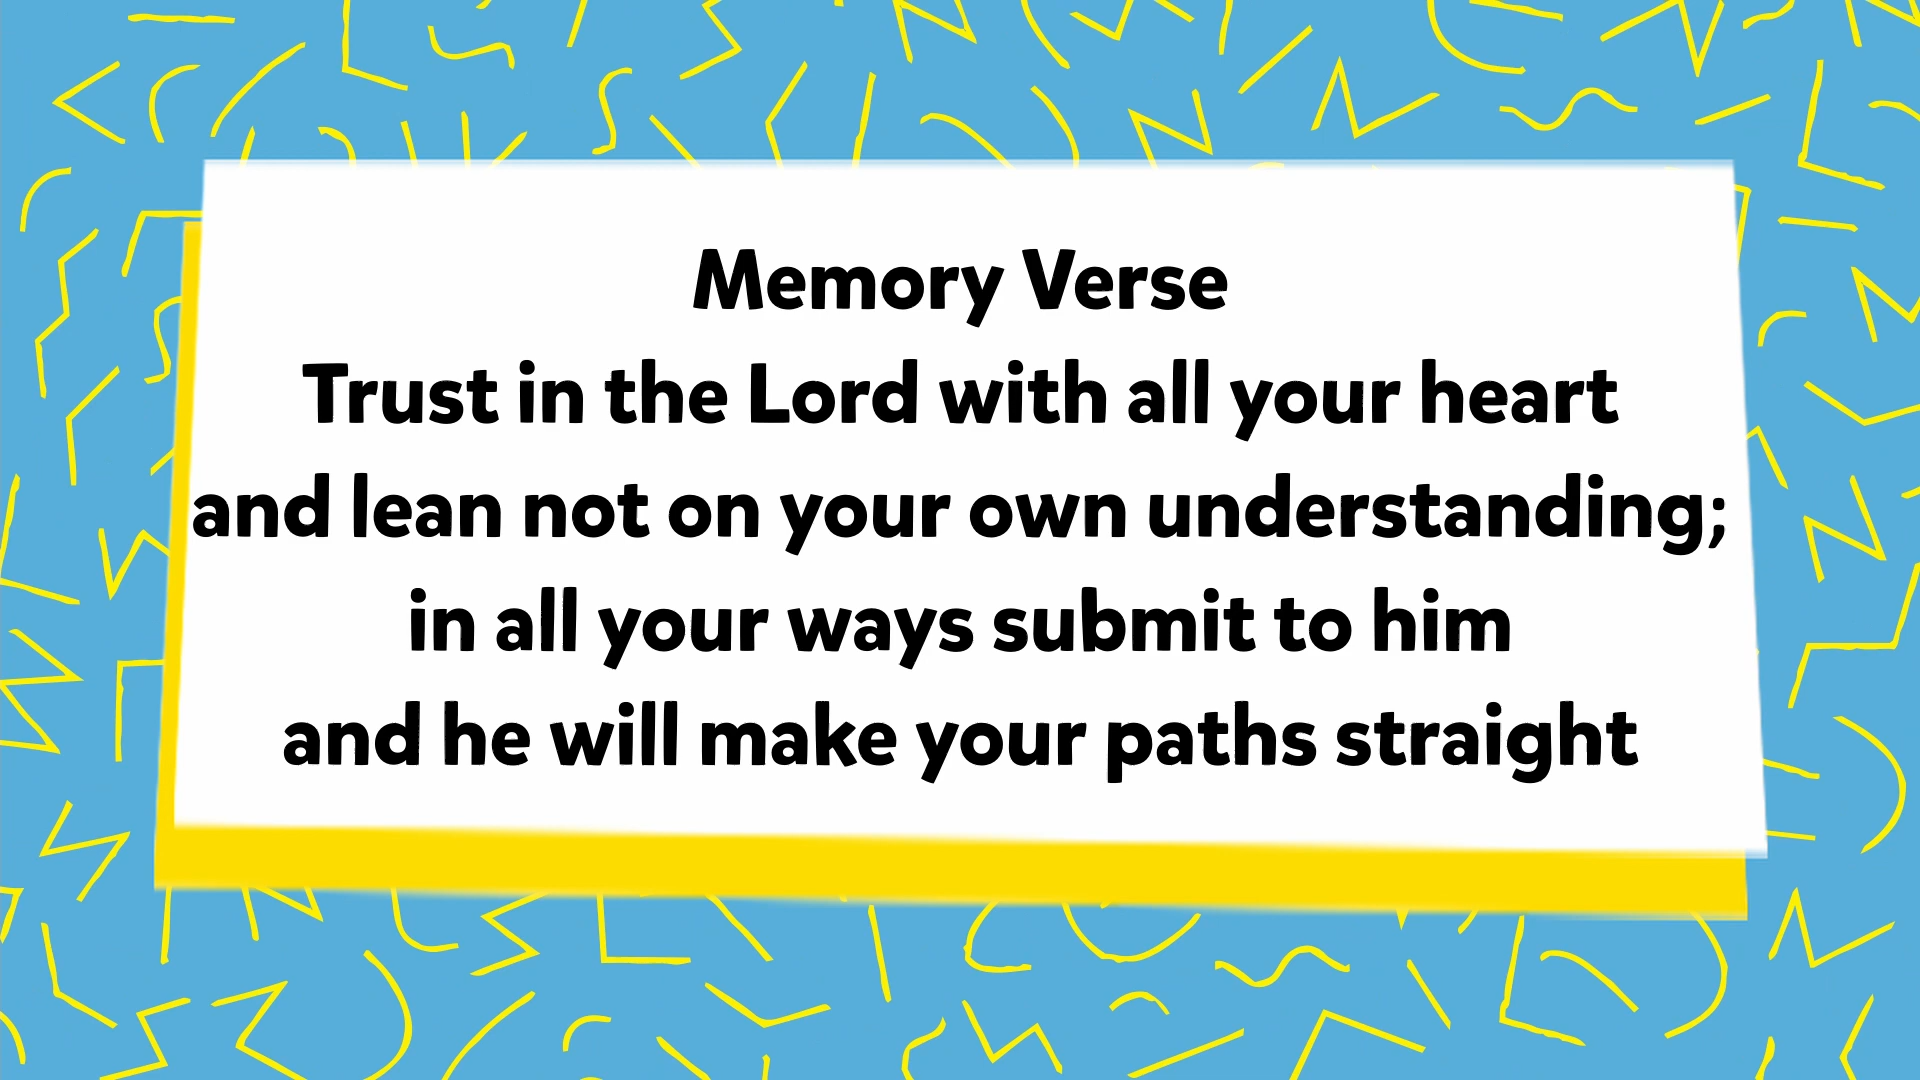 Memory Verse
Trust in the Lord with all your heart
and lean not on your own understanding;
in all your ways submit to him
and he will make your paths straight